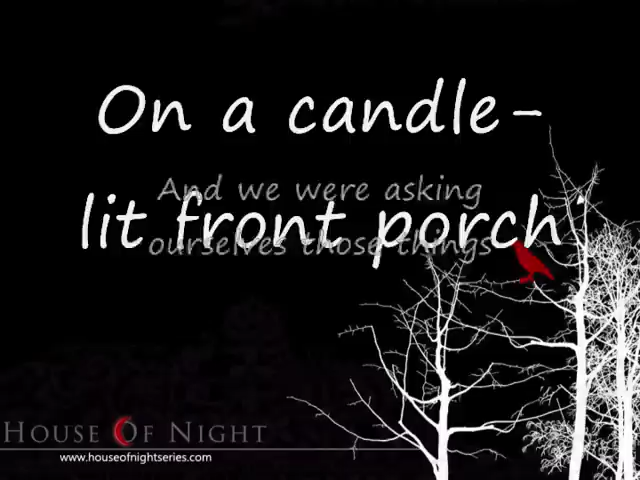 On a candle-
And we were asking
lit front porch
ourselves those things
HOUSE OF NIGHT
www.houseofnightseries.com